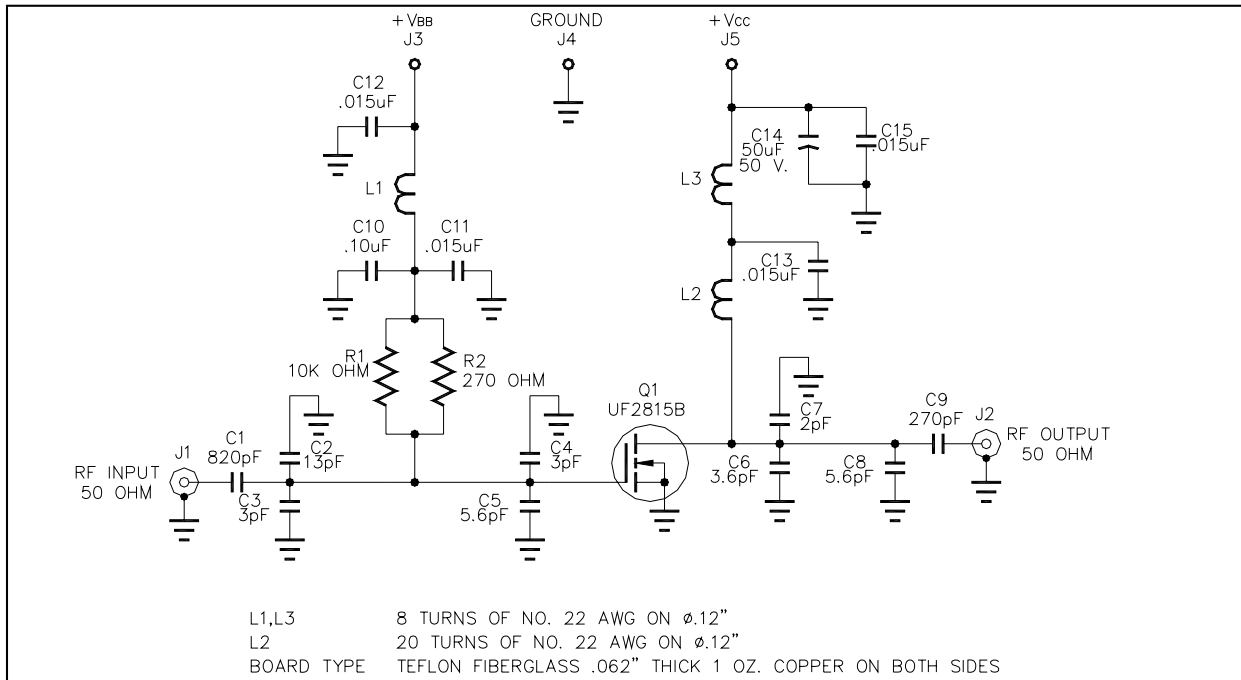 +VBB
J3
GROUND
J4
+Vcc
J5
C12
.015uF
L1
C10
.10uF
C11
.015uF
R1
10K OHM
R2
270 OHM
C14
50uF
50 V.
C15
.015uF
L3
C13
.015uF
L2
Q1
UF2815B
J1
RF INPUT
50 OHM
C1
820pF
C2
13pF
C3
3pF
C4
3pF
C5
5.6pF
C7
2pF
C6
3.6pF
C8
5.6pF
C9
270pF
J2
RF OUTPUT
50 OHM
L1,L3 8 TURNS OF NO. 22 AWG ON ø.12"
L2 20 TURNS OF NO. 22 AWG ON ø.12"
BOARD TYPE TEFLON FIBERGLASS .062" THICK 1 OZ. COPPER ON BOTH SIDES